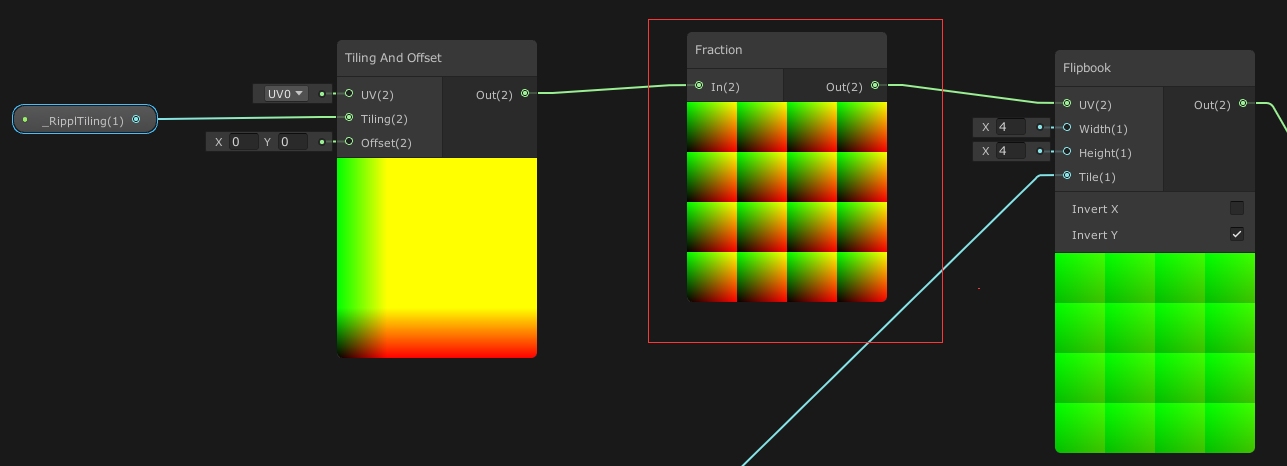 _RipplTiling(1)
Tiling And Offset
UV0
UV(2)
Out(2)
Tiling(2)
X 0 Y 0
Offset(2)
Fraction
In(2)
Out(2)
Flipbook
UV(2)
Out(2)
X 4
Width(1)
X 4
Height(1)
Tile(1)
Invert X
Invert Y